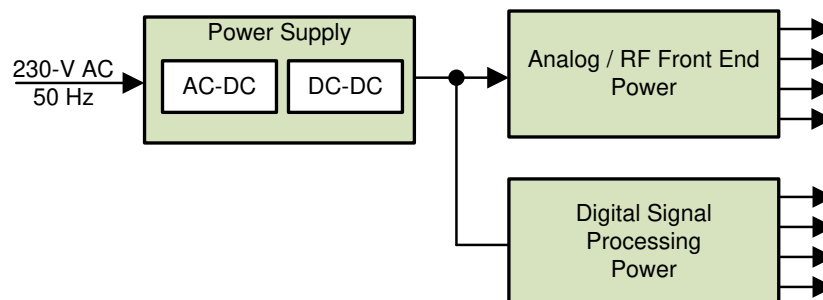 230-V AC
50 Hz
Power Supply
AC-DC
DC-DC
Analog / RF Front End
Power
Digital Signal
Processing
Power